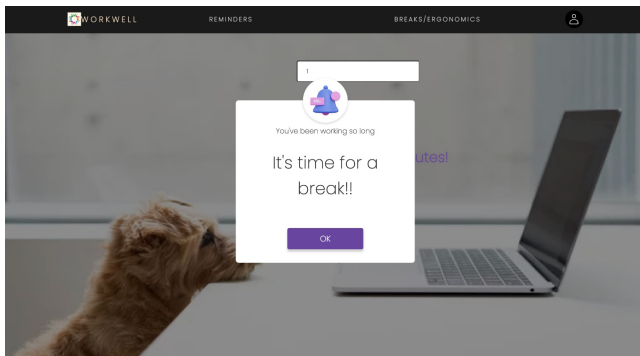 WORKWELL
REMINDERS
BREAKS/ERGONOMICS
1
You've been working so long
It's time for a
break!!
utes!
OK